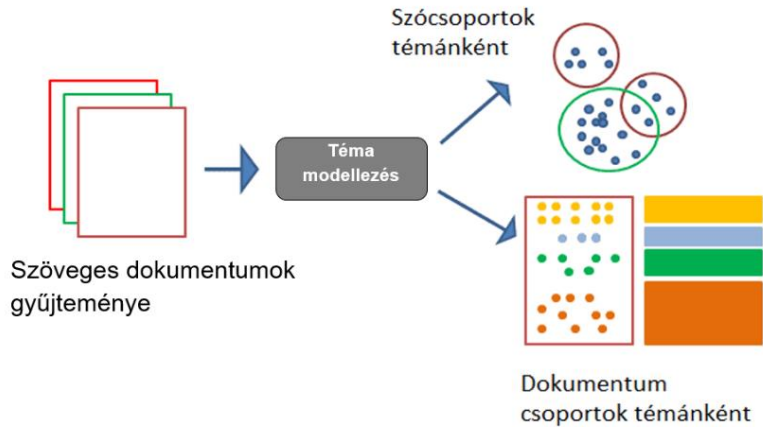 Szócsoportok
témánként
Téma
modellezés
Szöveges dokumentumok
gyűjteménye
Dokumentum
csoportok témánként